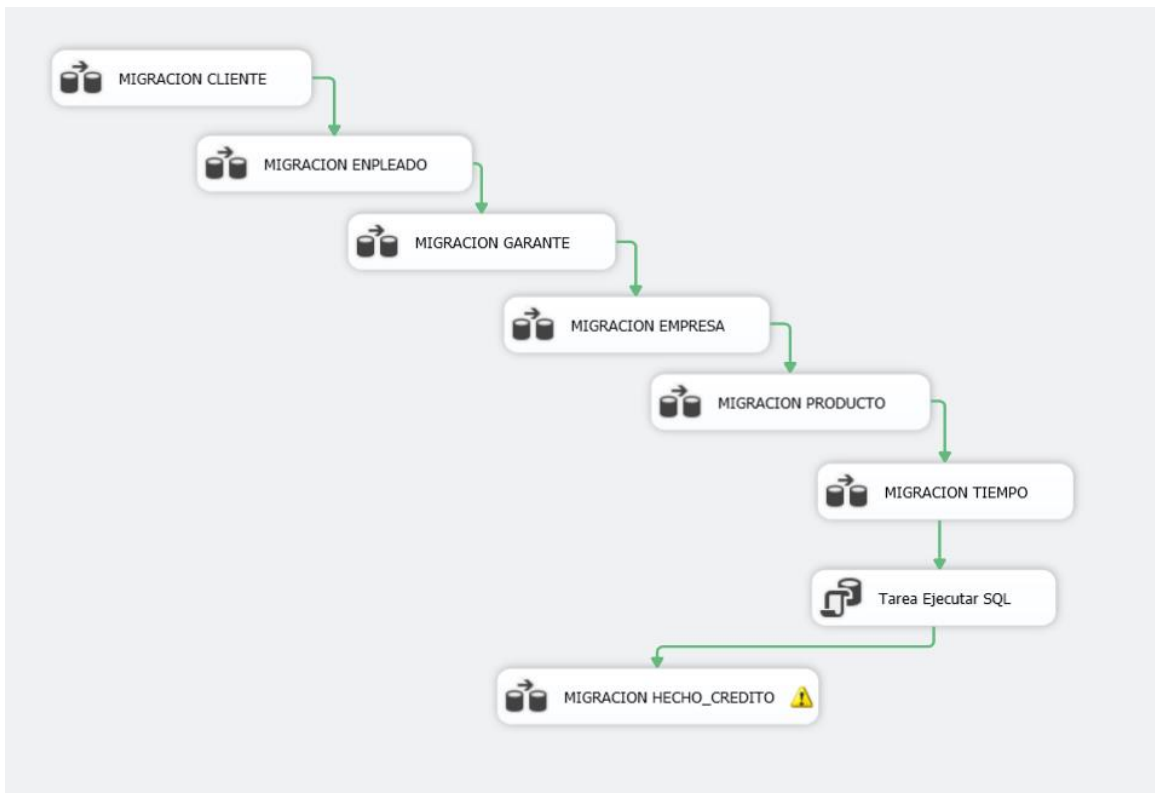 MIGRACION CLIENTE
MIGRACION ENPLEADO
MIGRACION GARANTE
MIGRACION EMPRESA
MIGRACION PRODUCTO
MIGRACION TIEMPO
Tarea Ejecutar SQL
MIGRACION HECHO_CREDITO